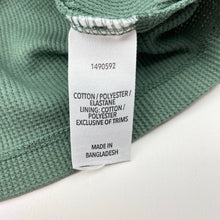 1490592
COTTON / POLYESTER /
ELASTANE
LINING: COTTON /
POLYESTER
EXCLUSIVE OF TRIMS
MADE IN
BANGLADESH